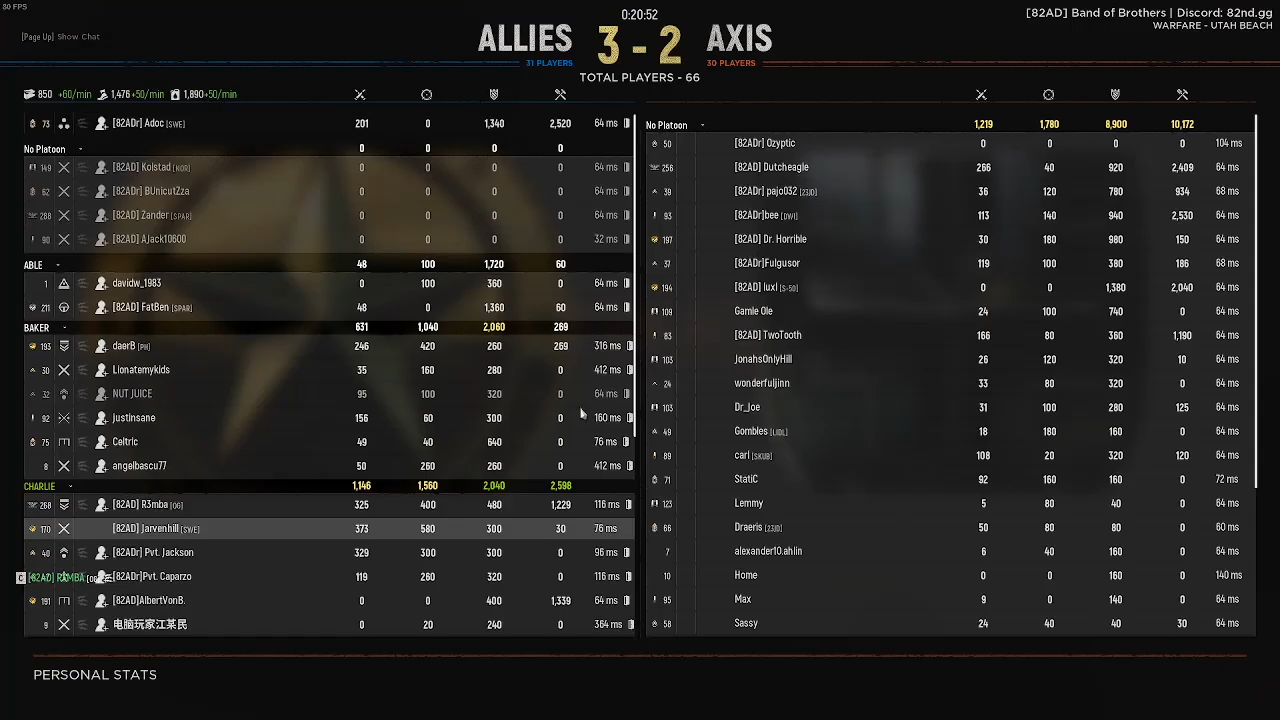 80 FPS
[Page Up] Show Chat
0:20:52
ALLIES 3 - 2 AXIS
31 PLAYERS
30 PLAYERS
TOTAL PLAYERS - 66
[82AD] Band of Brothers | Discord: 82nd.gg
WARFARE - UTAH BEACH
850 +60/min 1,476 +50/min 1,890 +50/min
73 [82ADr] Adoc [SWE] 201 0 1,340 2,520 64 ms
No Platoon 0 0 0 0
149 [82AD] Kolstad [KOR] 0 0 0 0 64 ms
62 [82ADr] BUnicutZza 0 0 0 0 64 ms
288 [82AD] Zander [SPAR] 0 0 0 0 64 ms
90 [82AD] AJack10600 0 0 0 0 32 ms
ABLE 48 100 1,720 60
1 davidw_1983 0 100 360 0 64 ms
211 [82AD] FatBen [SPAR] 48 0 1,360 60 64 ms
BAKER 631 1,040 2,060 269
193 daerB [PH] 246 420 260 269 316 ms
30 Llonatemykids 35 160 280 0 412 ms
32 NUT JUICE 95 100 320 0 64 ms
92 Justinsane 156 60 300 0 160 ms
75 Celtric 49 40 640 0 76 ms
8 angelbascu77 50 260 260 0 412 ms
CHARLIE 1,146 1,560 2,040 2,598
268 [82AD] R3mba [OG] 325 400 480 1,229 116 ms
170 [82AD] Jarvenhill [SWE] 373 580 300 30 76 ms
40 [82ADr] Pvt. Jackson 329 300 300 0 96 ms
[82ADr]Pvt. Caparzo 119 260 320 0 116 ms
191 [82AD]AlbertVonB. 0 0 400 1,339 64 ms
9 电脑玩家江某民 0 20 240 0 364 ms
No Platoon 1,219 1,780 8,900 10,172
50 [82ADr] Ozyptic 0 0 0 0 104 ms
256 [82AD] Dutcheagle 266 40 920 2,409 64 ms
39 [82ADr] pajo032 [23JD] 36 120 780 934 68 ms
93 [82ADr]bee [DWI] 113 140 940 2,530 64 ms
197 [82AD] Dr. Horrible 30 180 980 150 64 ms
37 [82ADr]Fulgusor 119 100 380 186 68 ms
194 [82AD] luxl [S-50] 0 0 1,380 2,040 64 ms
109 Gamle Ole 24 100 740 0 64 ms
83 [82AD] TwoTooth 166 80 360 1,190 64 ms
103 JonahsOnlyHill 26 120 320 10 64 ms
24 wonderfuljinn 33 80 320 0 64 ms
103 Dr_Joe 31 100 280 125 64 ms
49 Gombles [LIDL] 18 180 160 0 64 ms
89 carl [SKUB] 108 20 320 120 64 ms
71 StatiC 92 160 160 0 72 ms
123 Lemmy 5 80 40 0 64 ms
66 Draeris [23JD] 50 80 80 0 60 ms
7 alexander10.ahlin 6 40 160 0 64 ms
10 Home 0 0 160 0 140 ms
95 Max 9 0 140 0 64 ms
58 Sassy 24 40 40 30 64 ms
PERSONAL STATS